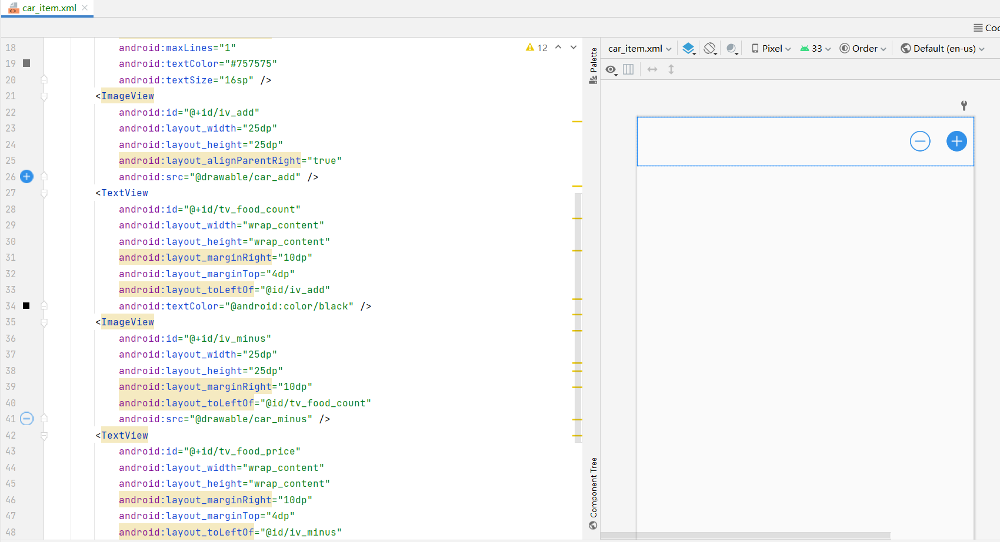 car_item.xml
Coc
18 android:maxLines="1"
19 android:textColor="#757575"
20 android:textSize="16sp" />
21 <ImageView
22 android:id="@+id/iv_add"
23 android:layout_width="25dp"
24 android:layout_height="25dp"
25 android:layout_alignParentRight="true"
26 android:src="@drawable/car_add" />
27 <TextView
28 android:id="@+id/tv_food_count"
29 android:layout_width="wrap_content"
30 android:layout_height="wrap_content"
31 android:layout_marginRight="10dp"
32 android:layout_marginTop="4dp"
33 android:layout_toLeftOf="@id/iv_add"
34 android:textColor="@android:color/black" />
35 <ImageView
36 android:id="@+id/iv_minus"
37 android:layout_width="25dp"
38 android:layout_height="25dp"
39 android:layout_marginRight="10dp"
40 android:layout_toLeftOf="@id/tv_food_count"
41 android:src="@drawable/car_minus" />
42 <TextView
43 android:id="@+id/tv_food_price"
44 android:layout_width="wrap_content"
45 android:layout_height="wrap_content"
46 android:layout_marginRight="10dp"
47 android:layout_marginTop="4dp"
48 android:layout_toLeftOf="@id/iv_minus"
12
Palette
Component Tree
car_item.xml Pixel 33 Order Default (en-us)